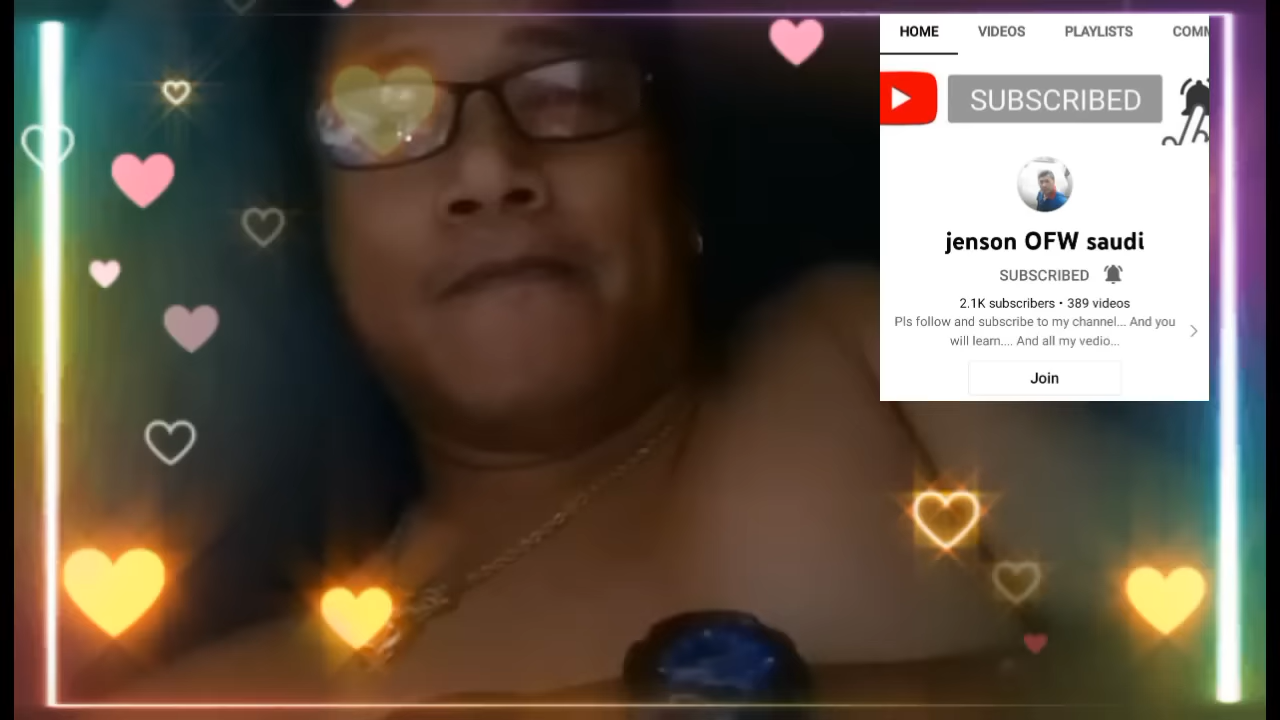 HOME VIDEOS PLAYLISTS COMM
SUBSCRIBED
jenson OFW saudi
SUBSCRIBED
2.1K subscribers • 389 videos
Pls follow and subscribe to my channel... And you
will learn.... And all my vedio...
Join